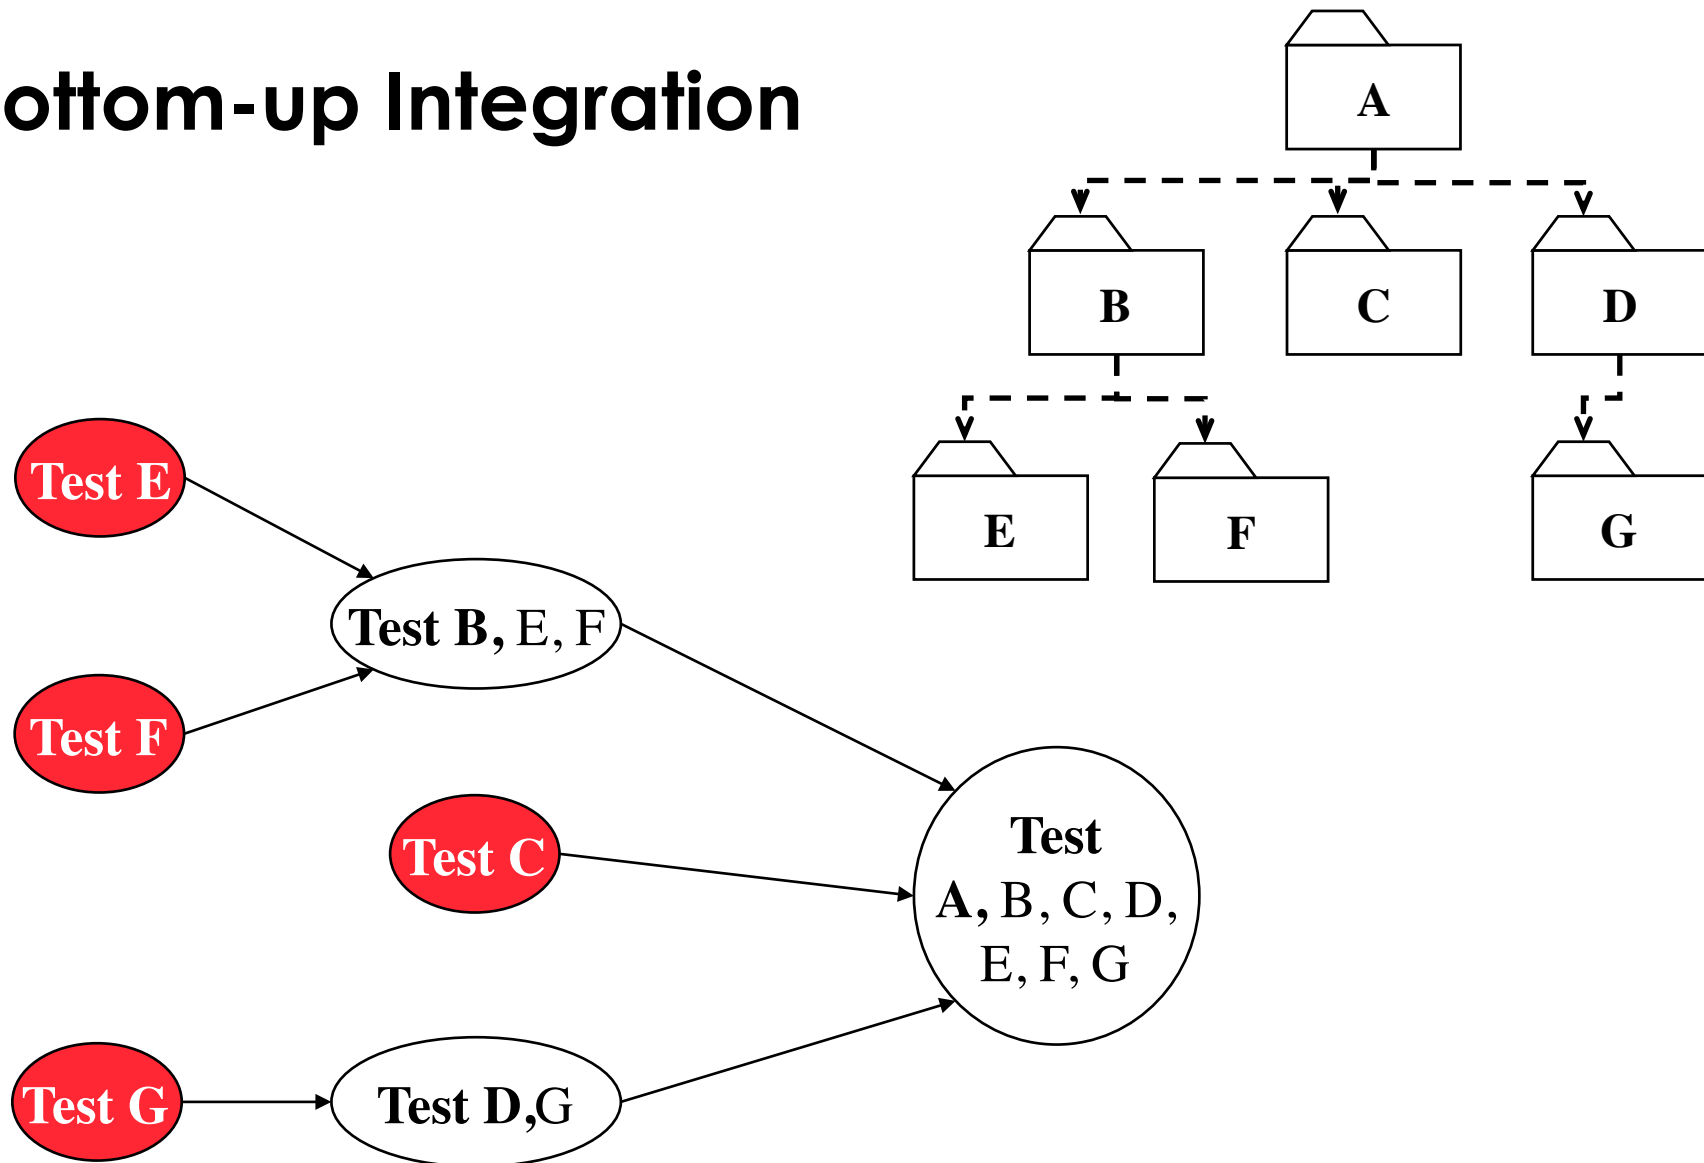 ottom-up Integration
A
B
C
D
E
F
G
Test E
Test B, E, F
Test F
Test C
Test
A, B, C, D,
E, F, G
Test G
Test D,G